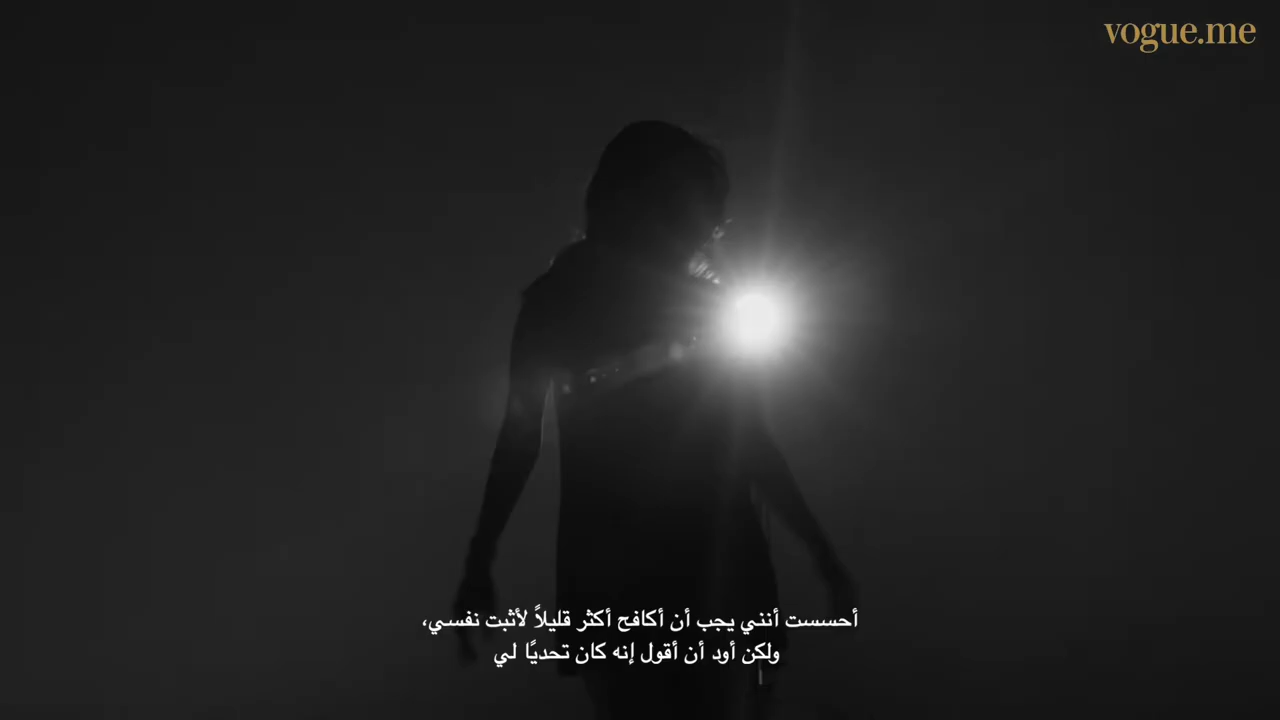 vogue.me
أحسست أنني يجب أن أكافح أكثر قليلاً لأثبت نفسي،
ولكن أود أن أقول إنه كان تحديًا لي